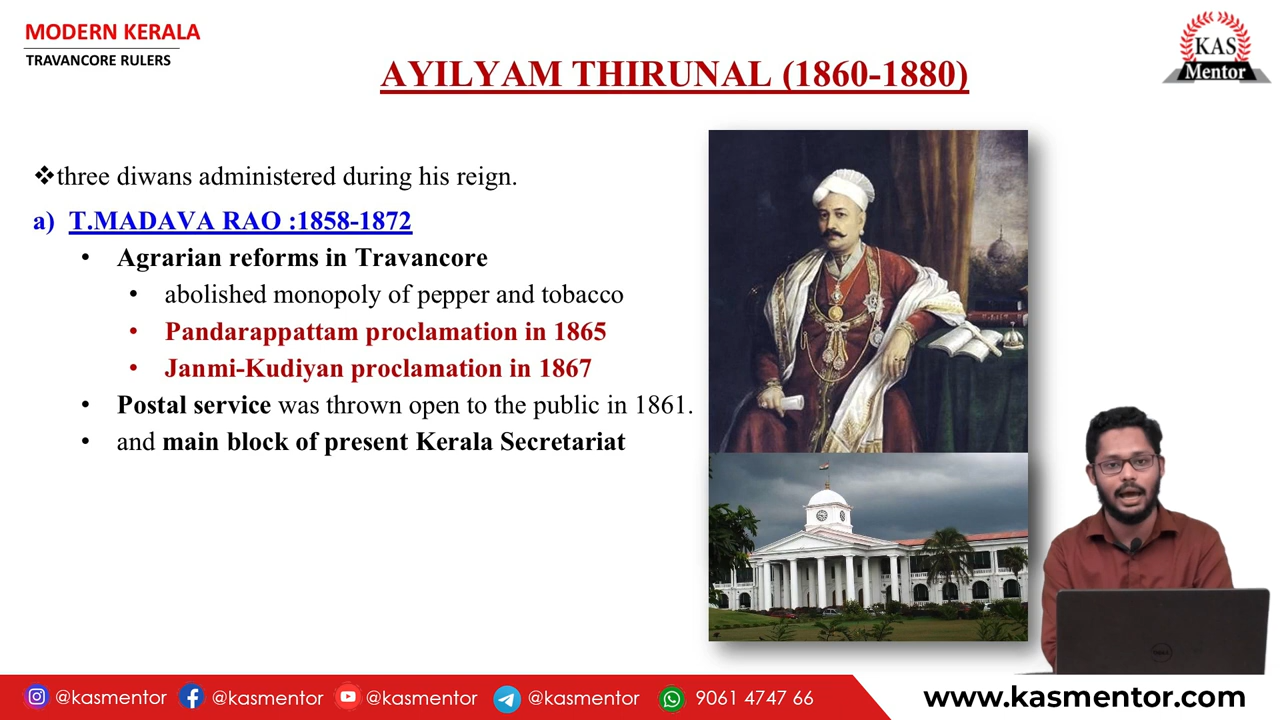 MODERN KERALA
TRAVANCORE RULERS
KAS
Mentor
AYILYAM THIRUNAL (1860-1880)
❖three diwans administered during his reign.
a) T.MADAVA RAO :1858-1872
• Agrarian reforms in Travancore
• abolished monopoly of pepper and tobacco
• Pandarappattam proclamation in 1865
• Janmi-Kudiyan proclamation in 1867
• Postal service was thrown open to the public in 1861.
• and main block of present Kerala Secretariat
DELL
@kasmentor @kasmentor @kasmentor @kasmentor 9061 4747 66
www.kasmentor.com